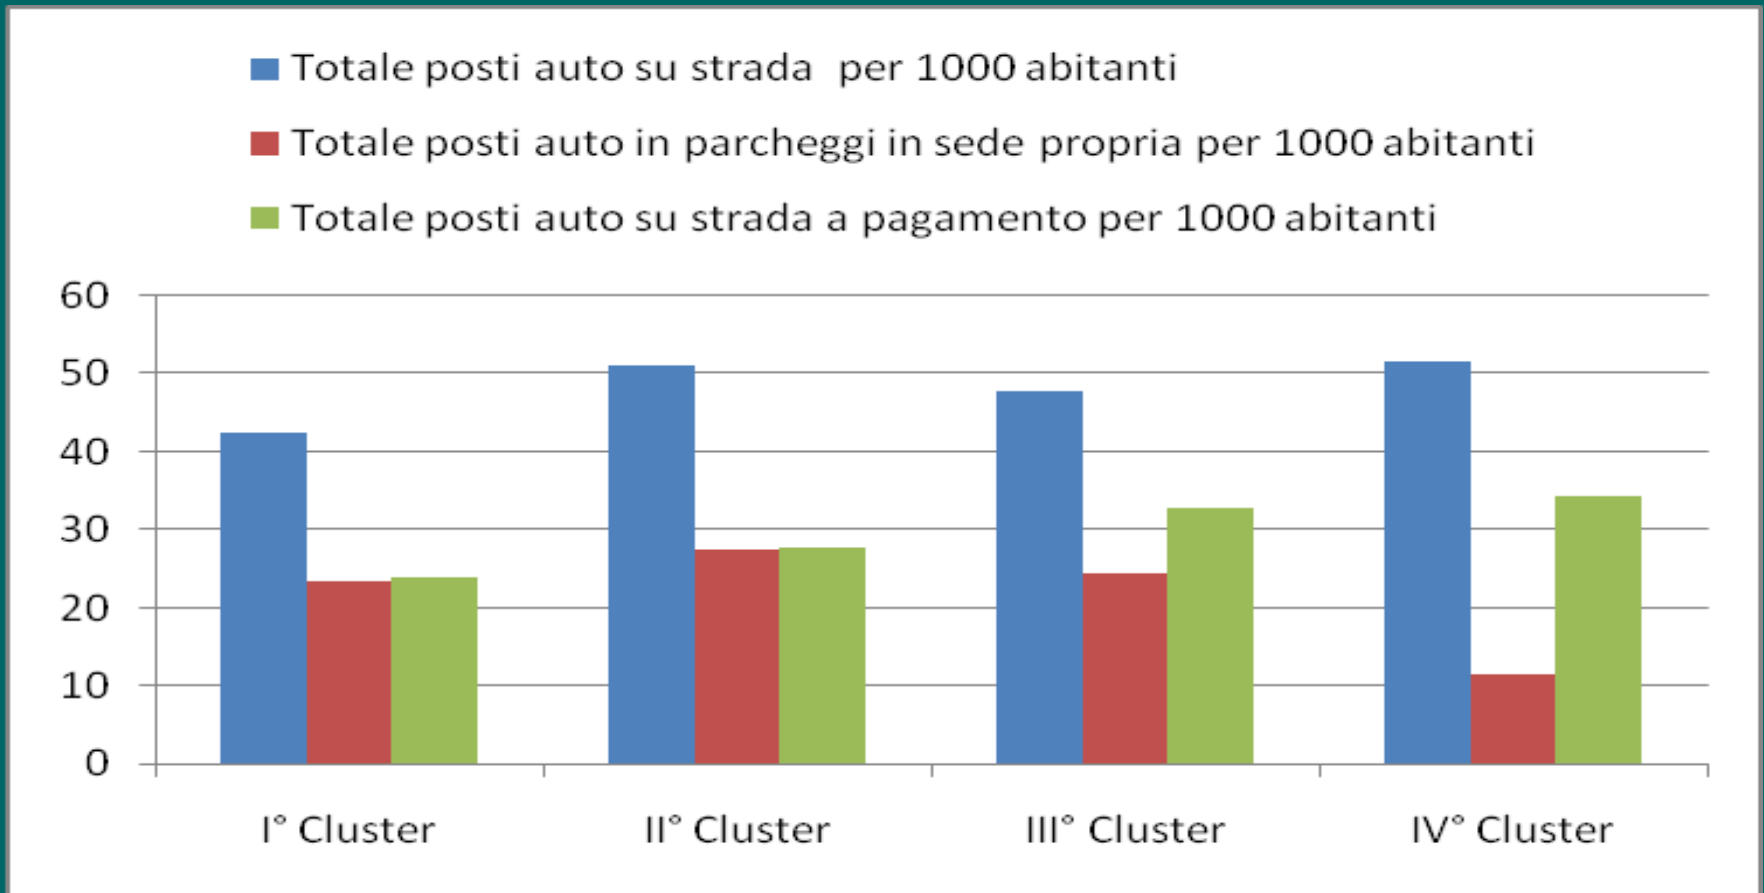 Totale posti auto su strada per 1000 abitanti
Totale posti auto in parcheggi in sede propria per 1000 abitanti
Totale posti auto su strada a pagamento per 1000 abitanti
60
50
40
30
20
10
0
I° Cluster II° Cluster III° Cluster IV° Cluster